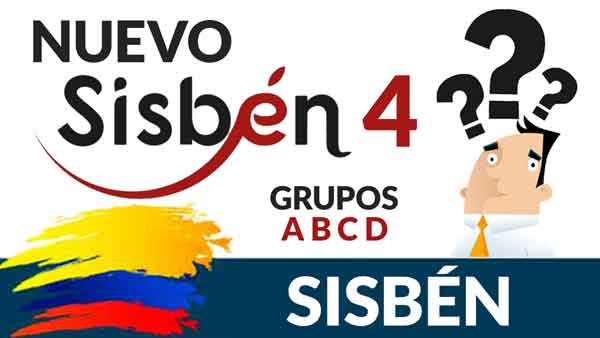 NUEVO
Sisbén 4
???
GRUPOS
A B C D
SISBÉN